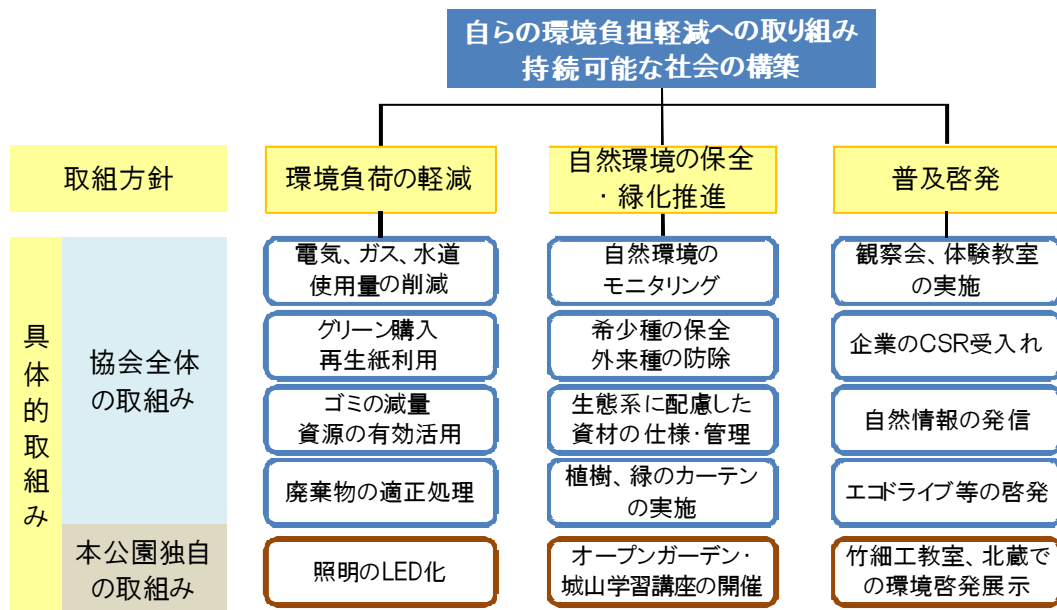 自らの環境負担軽減への取り組み
持続可能な社会の構築
取組方針
環境負荷の軽減
自然環境の保全
・緑化推進
普及啓発
具体的取組み
協会全体
の取組み
電気、ガス、水道
使用量の削減
自然環境の
モニタリング
観察会、体験教室
の実施
グリーン購入
再生紙利用
希少種の保全
外来種の防除
企業のCSR受入れ
ゴミの減量
資源の有効活用
生態系に配慮した
資材の仕様・管理
自然情報の発信
廃棄物の適正処理
植樹、緑のカーテン
の実施
エコドライブ等の啓発
本公園独自
の取組み
照明のLED化
オープンガーデン・
城山学習講座の開催
竹細工教室、北蔵で
の環境啓発展示